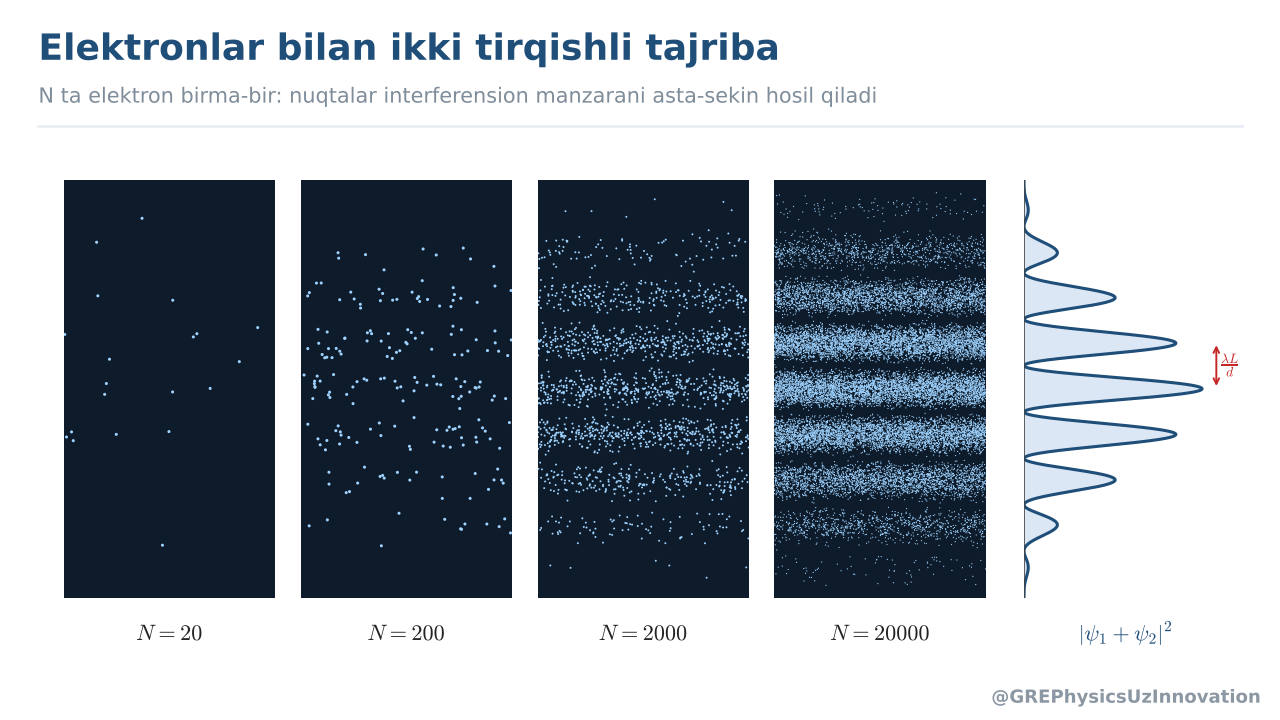 Elektronlar bilan ikki tirqishli tajriba
N ta elektron birma-bir: nuqtalar interferension manzarani asta-sekin hosil qiladi
λL/d
N = 20
N = 200
N = 2000
N = 20000
|ψ₁ + ψ₂|²
@GREPhysicsUzInnovation